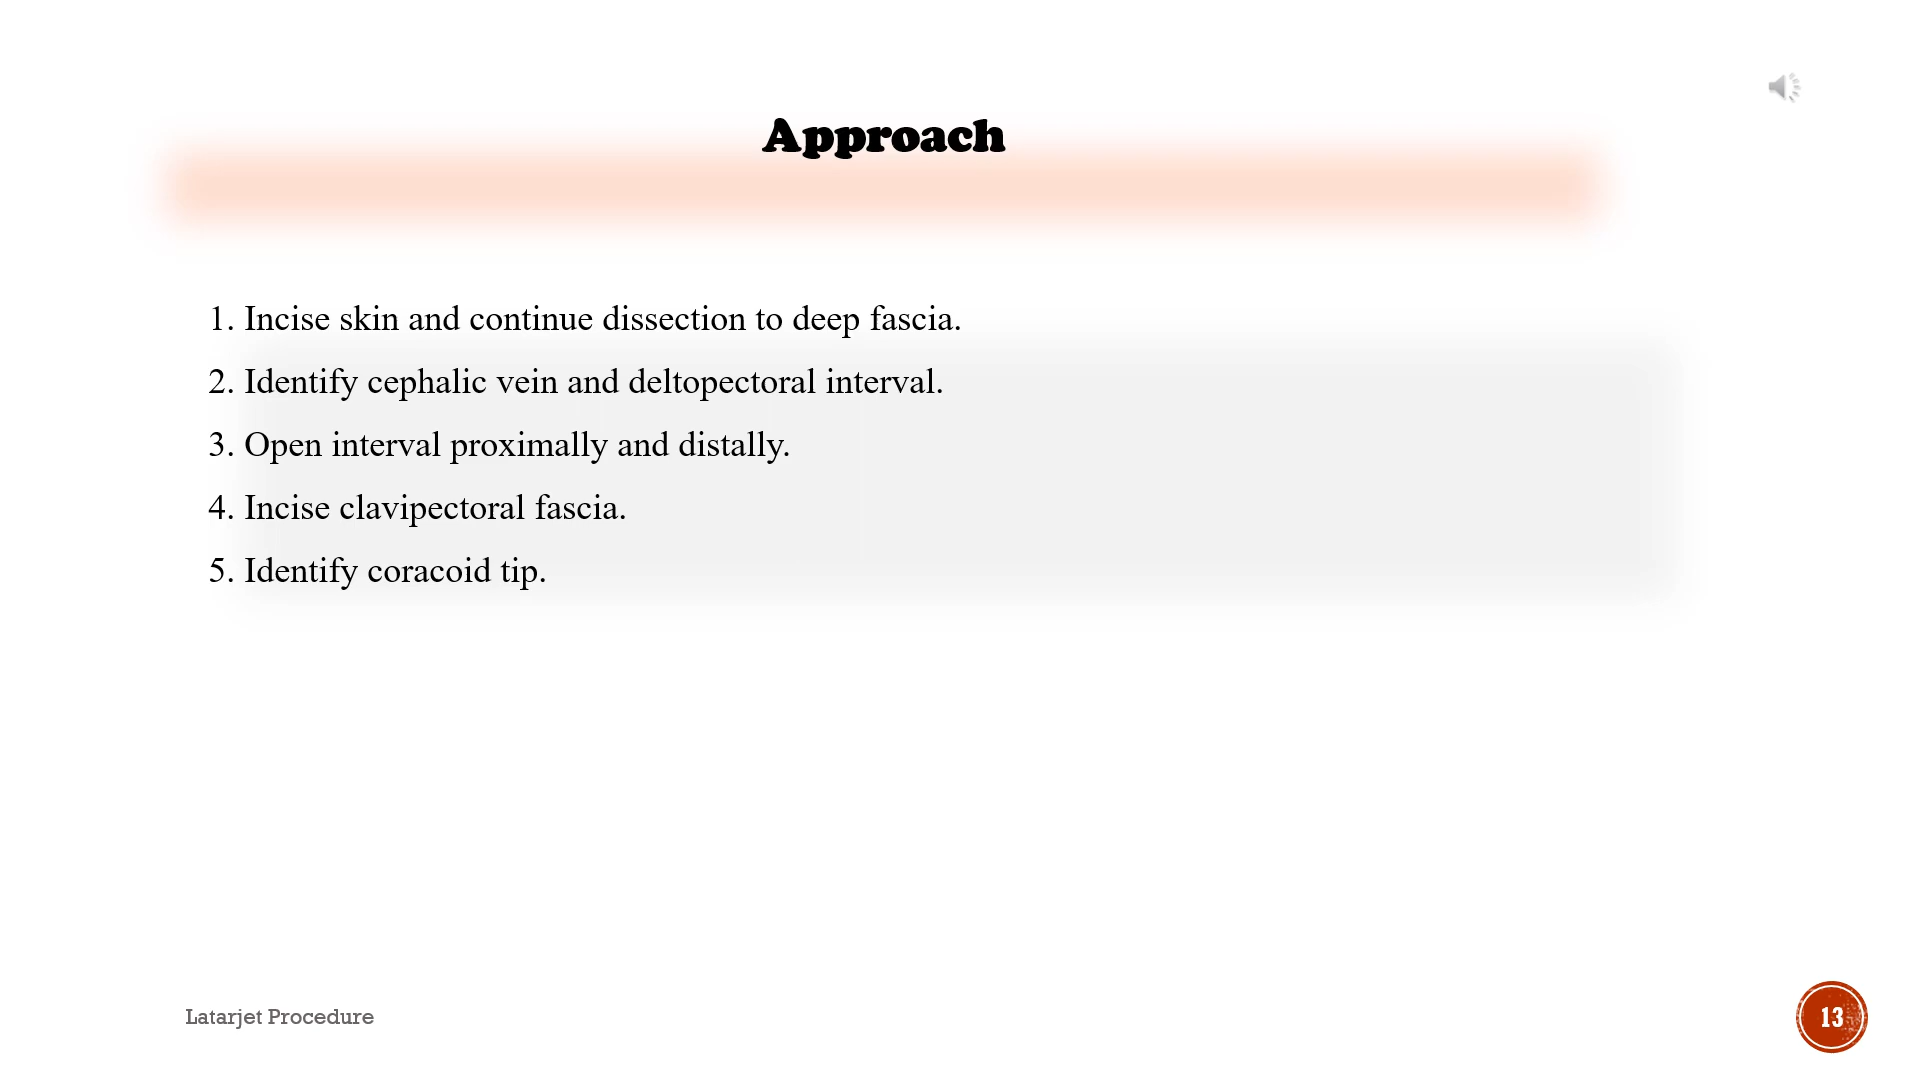 Approach
1. Incise skin and continue dissection to deep fascia.
2. Identify cephalic vein and deltopectoral interval.
3. Open interval proximally and distally.
4. Incise clavipectoral fascia.
5. Identify coracoid tip.
Latarjet Procedure
13